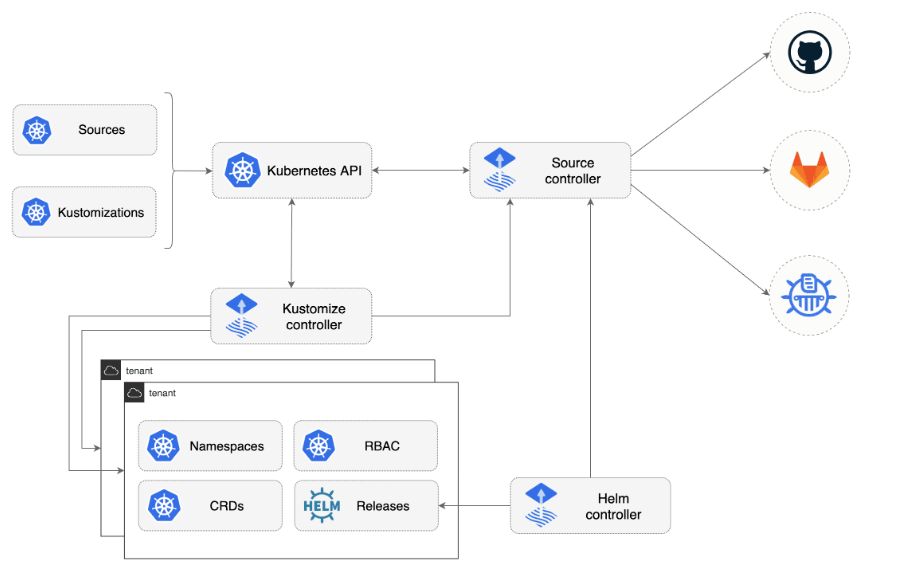 Sources
Kustomizations
Kubernetes API
Source
controller
Kustomize
controller
tenant
tenant
Namespaces
RBAC
CRDs
HELM
Releases
Helm
controller